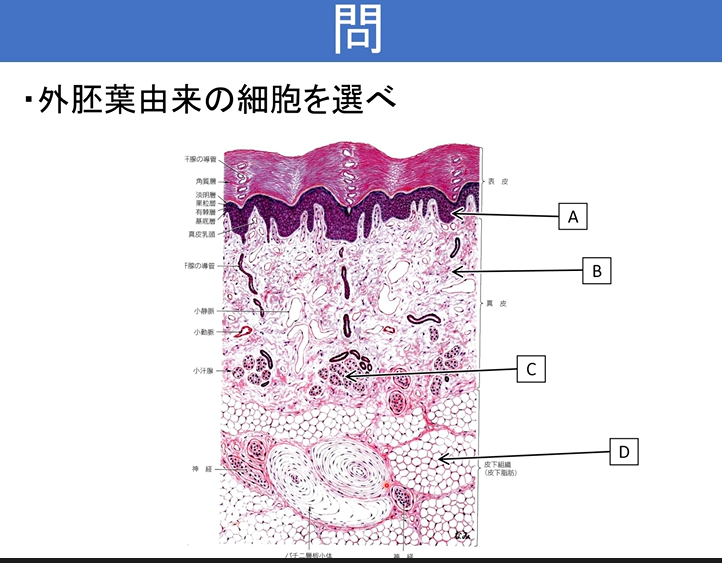 問
・外胚葉由来の細胞を選べ
汗腺の導管
角質層
表 皮
淡明層
果粒層
有棘層
基底層
A
真皮乳頭
汗腺の導管
B
真 皮
小静脈
小動脈
小汗腺
C
D
神 経
皮下組織
(皮下脂肪)
パチニ層板小体
神 経